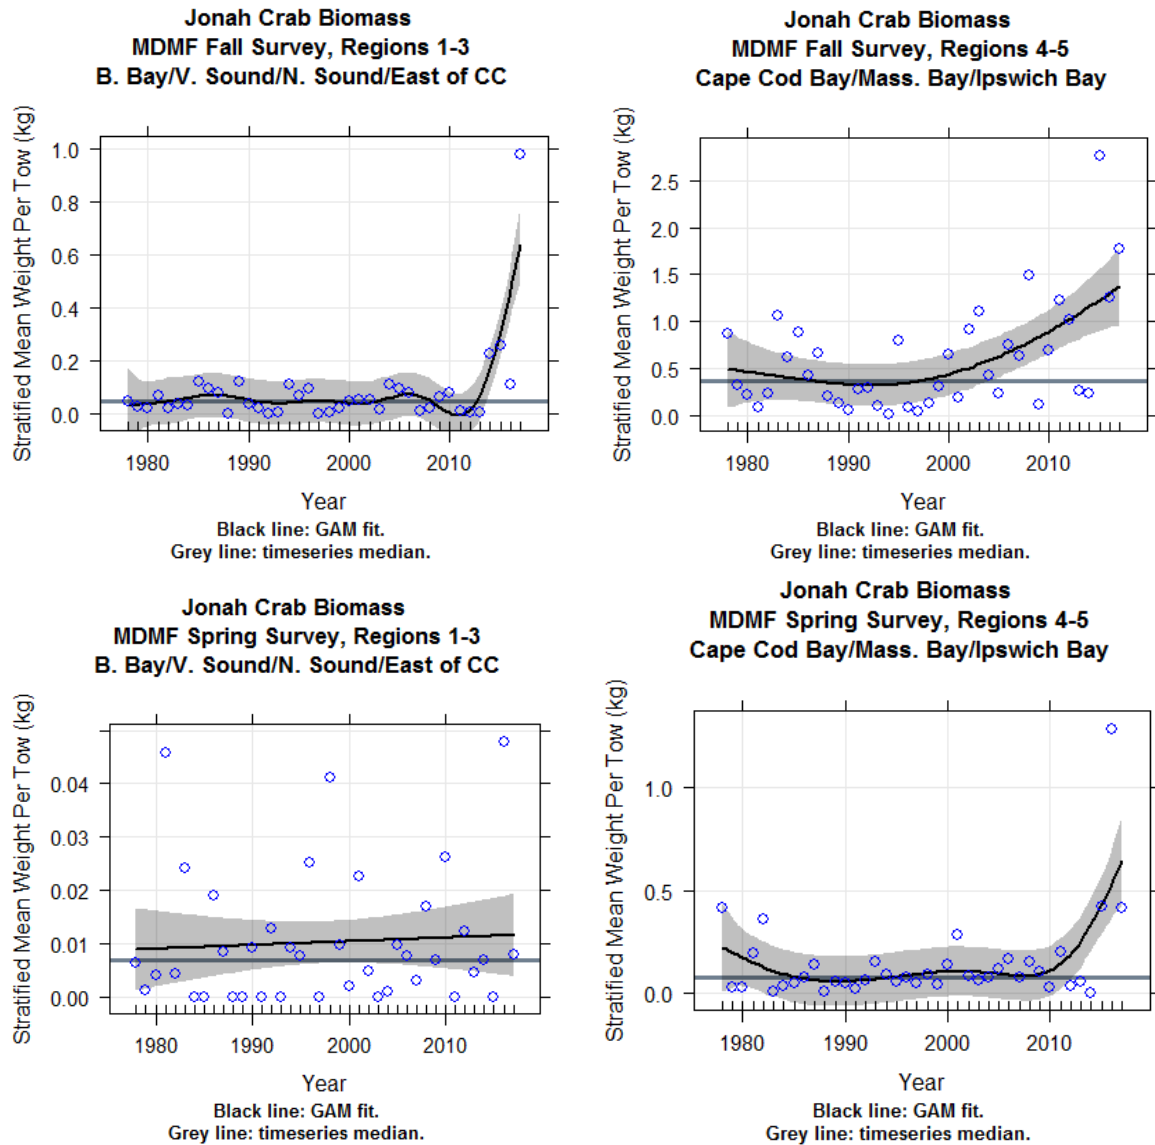 Jonah Crab Biomass
MDMF Fall Survey, Regions 1-3
B. Bay/V. Sound/N. Sound/East of CC
Stratified Mean Weight Per Tow (kg)
1.0
0.8
0.6
0.4
0.2
0.0
1980 1990 2000 2010
Year
Black line: GAM fit.
Grey line: timeseries median.
Jonah Crab Biomass
MDMF Fall Survey, Regions 4-5
Cape Cod Bay/Mass. Bay/Ipswich Bay
Stratified Mean Weight Per Tow (kg)
2.5
2.0
1.5
1.0
0.5
0.0
1980 1990 2000 2010
Year
Black line: GAM fit.
Grey line: timeseries median.
Jonah Crab Biomass
MDMF Spring Survey, Regions 1-3
B. Bay/V. Sound/N. Sound/East of CC
Stratified Mean Weight Per Tow (kg)
0.04
0.03
0.02
0.01
0.00
1980 1990 2000 2010
Year
Black line: GAM fit.
Grey line: timeseries median.
Jonah Crab Biomass
MDMF Spring Survey, Regions 4-5
Cape Cod Bay/Mass. Bay/Ipswich Bay
Stratified Mean Weight Per Tow (kg)
1.0
0.5
0.0
1980 1990 2000 2010
Year
Black line: GAM fit.
Grey line: timeseries median.